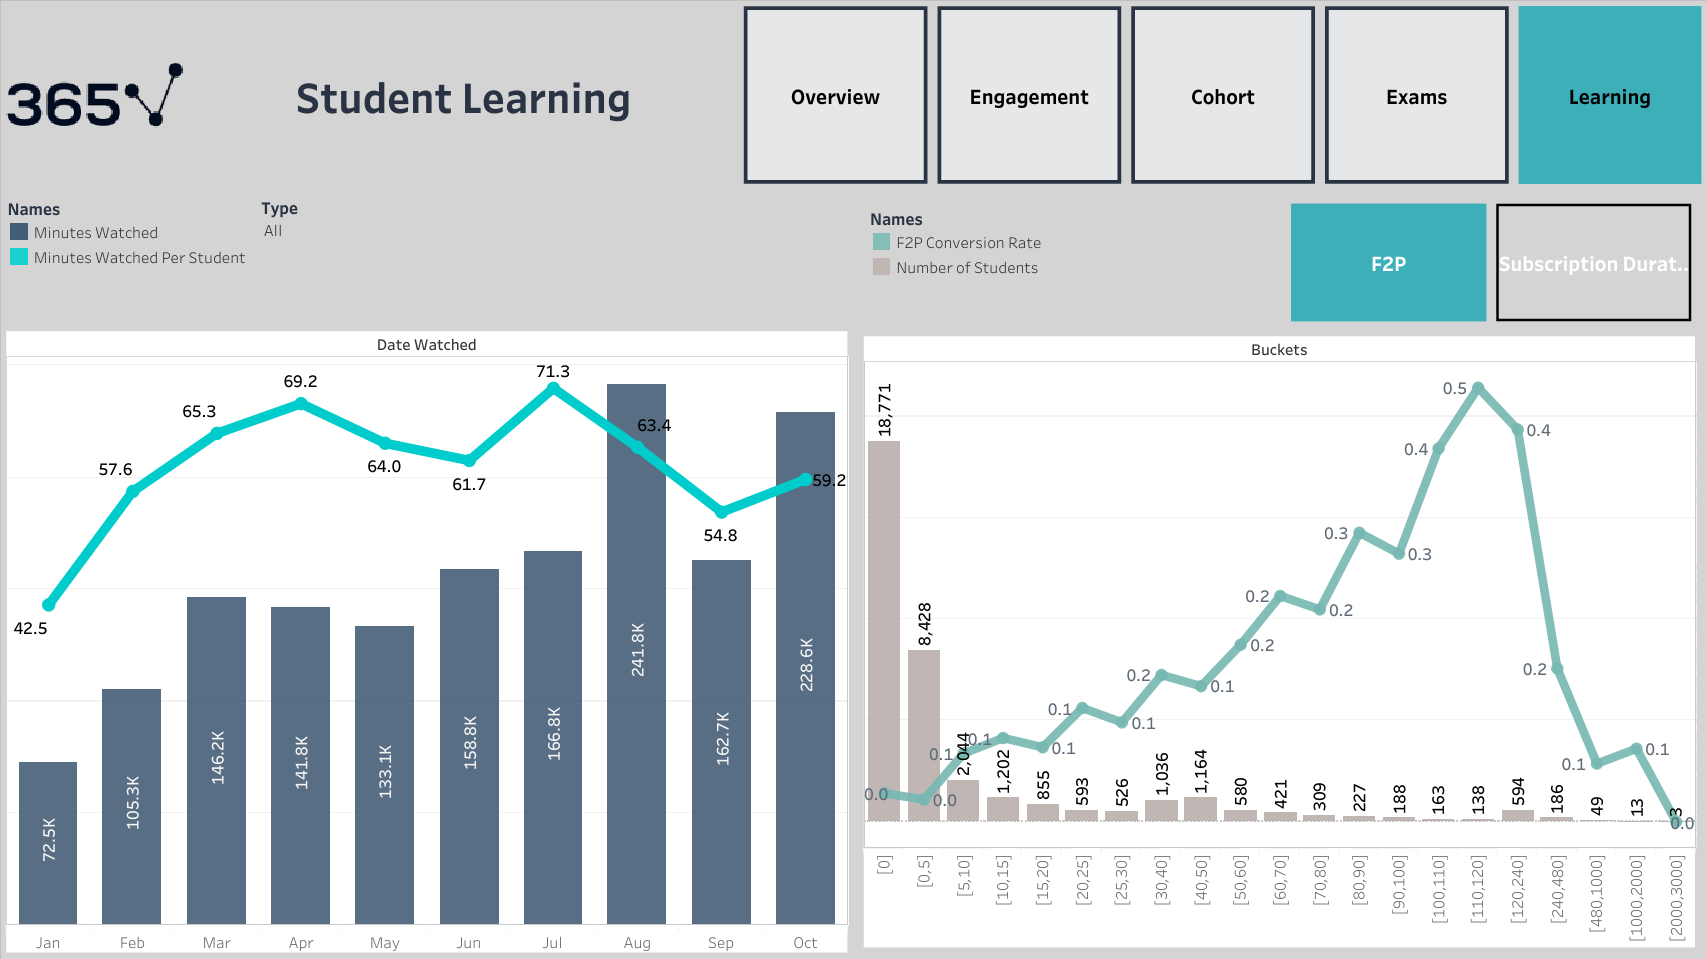 365
Student Learning
Overview
Engagement
Cohort
Exams
Learning
Names
Minutes Watched
Minutes Watched Per Student
Type
All
Names
F2P Conversion Rate
Number of Students
F2P
Subscription Durat..
Date Watched
42.5
57.6
65.3
69.2
64.0
61.7
71.3
63.4
54.8
59.2
72.5K
105.3K
146.2K
141.8K
133.1K
158.8K
166.8K
241.8K
162.7K
228.6K
Jan
Feb
Mar
Apr
May
Jun
Jul
Aug
Sep
Oct
Buckets
18,771
8,428
2,044
1,202
855
593
526
1,036
1,164
580
421
309
227
188
163
138
594
186
49
13
3
0.0
0.0
0.1
0.1
0.1
0.1
0.1
0.2
0.1
0.2
0.2
0.2
0.3
0.3
0.4
0.5
0.4
0.2
0.1
0.1
0.0
[0]
[0,5]
[5,10]
[10,15]
[15,20]
[20,25]
[25,30]
[30,40]
[40,50]
[50,60]
[60,70]
[70,80]
[80,90]
[90,100]
[100,110]
[110,120]
[120,240]
[240,480]
[480,1000]
[1000,2000]
[2000,3000]